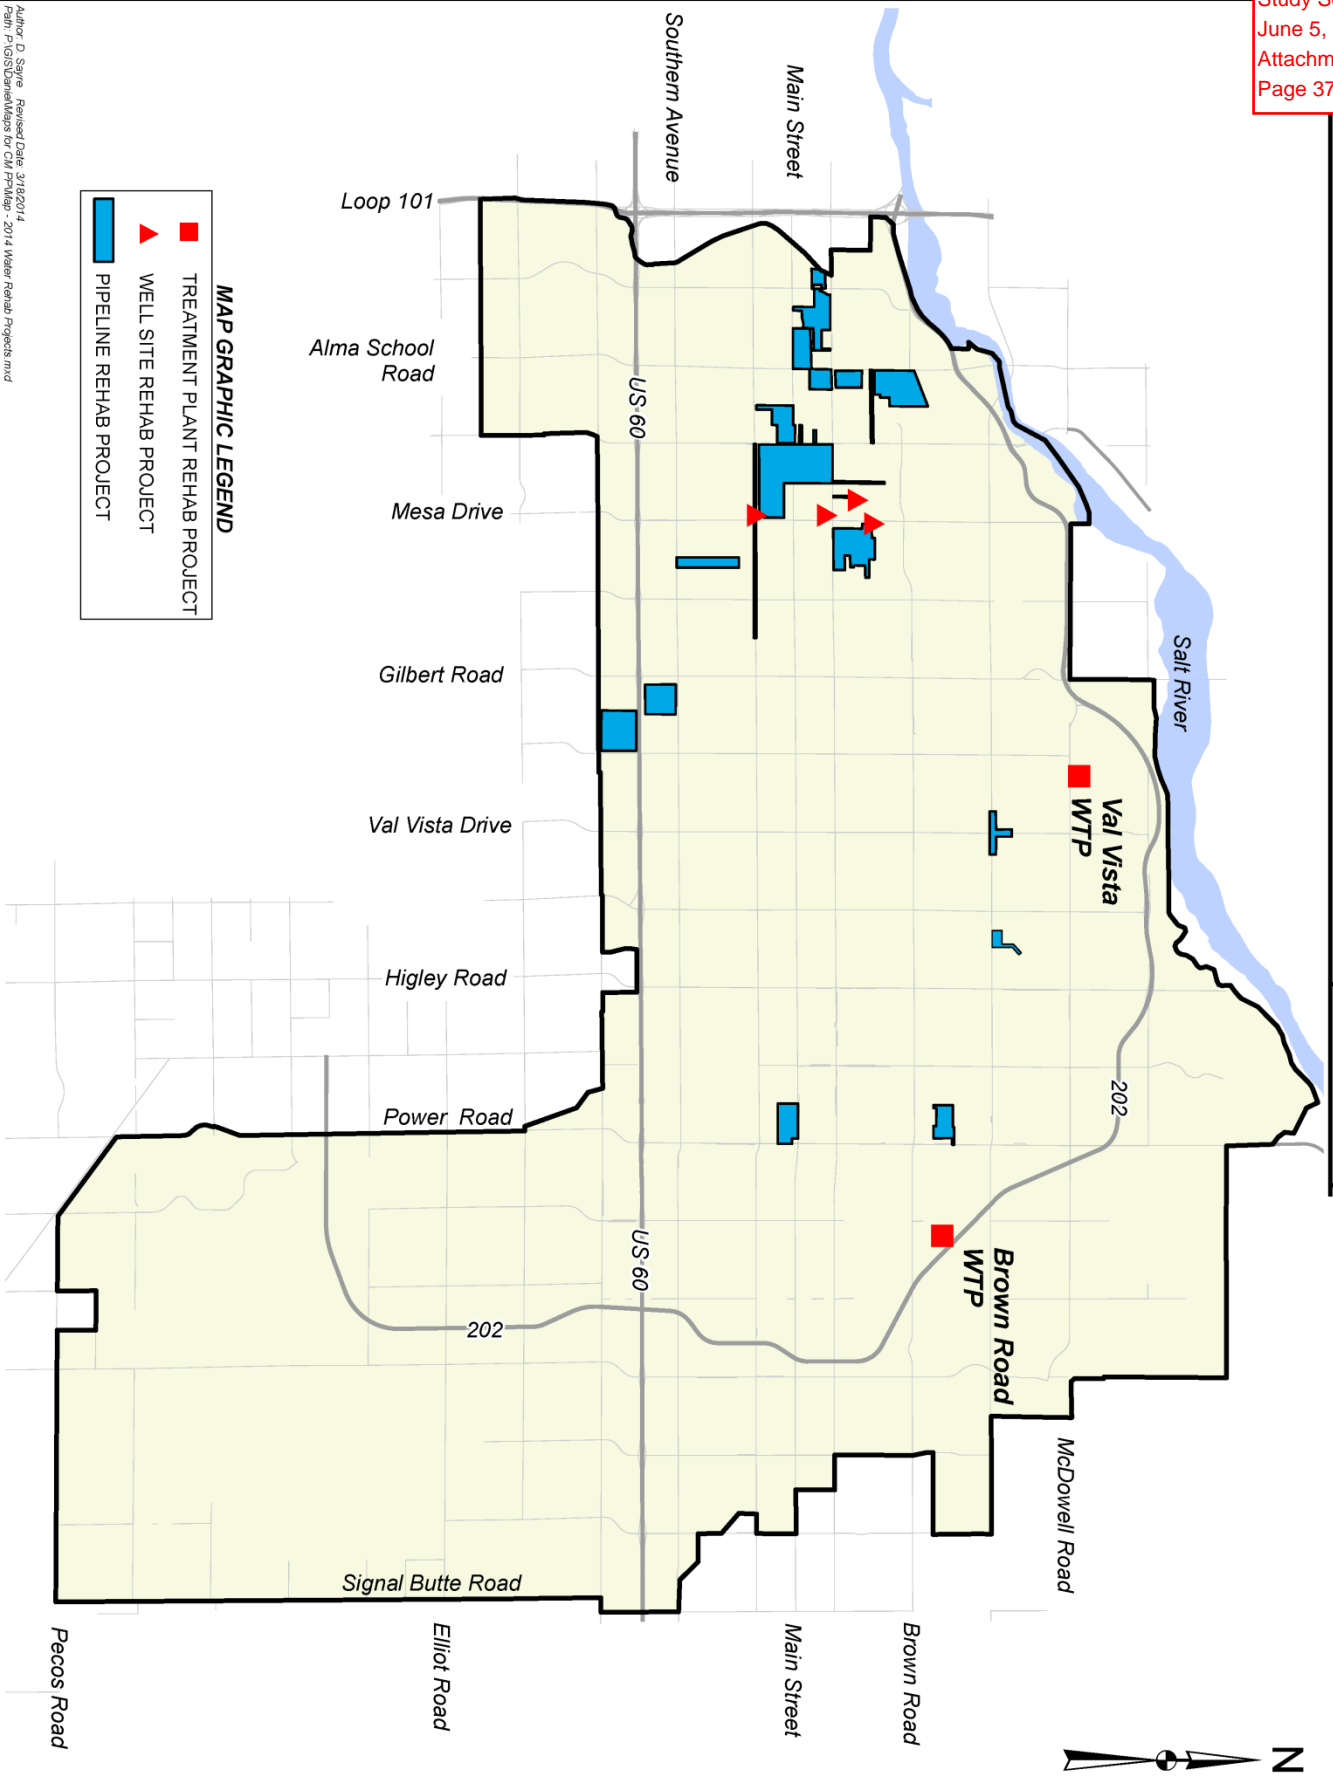 Study Se
June 5,
Attachm
Page 37
Southern Avenue
Main Street
Loop 101
Alma School
Road
US 60
Mesa Drive
Gilbert Road
Salt River
Val Vista
WTP
Val Vista Drive
Higley Road
202
Power Road
Brown Road
WTP
US 60
202
McDowell Road
Signal Butte Road
Pecos Road
Elliot Road
Main Street
Brown Road
N
MAP GRAPHIC LEGEND
TREATMENT PLANT REHAB PROJECT
WELL SITE REHAB PROJECT
PIPELINE REHAB PROJECT
Author: D. Sayre Revised Date: 3/18/2014
Path: P:\GIS\Daniel\Maps for CM PP\Map - 2014 Water Rehab Projects.mxd